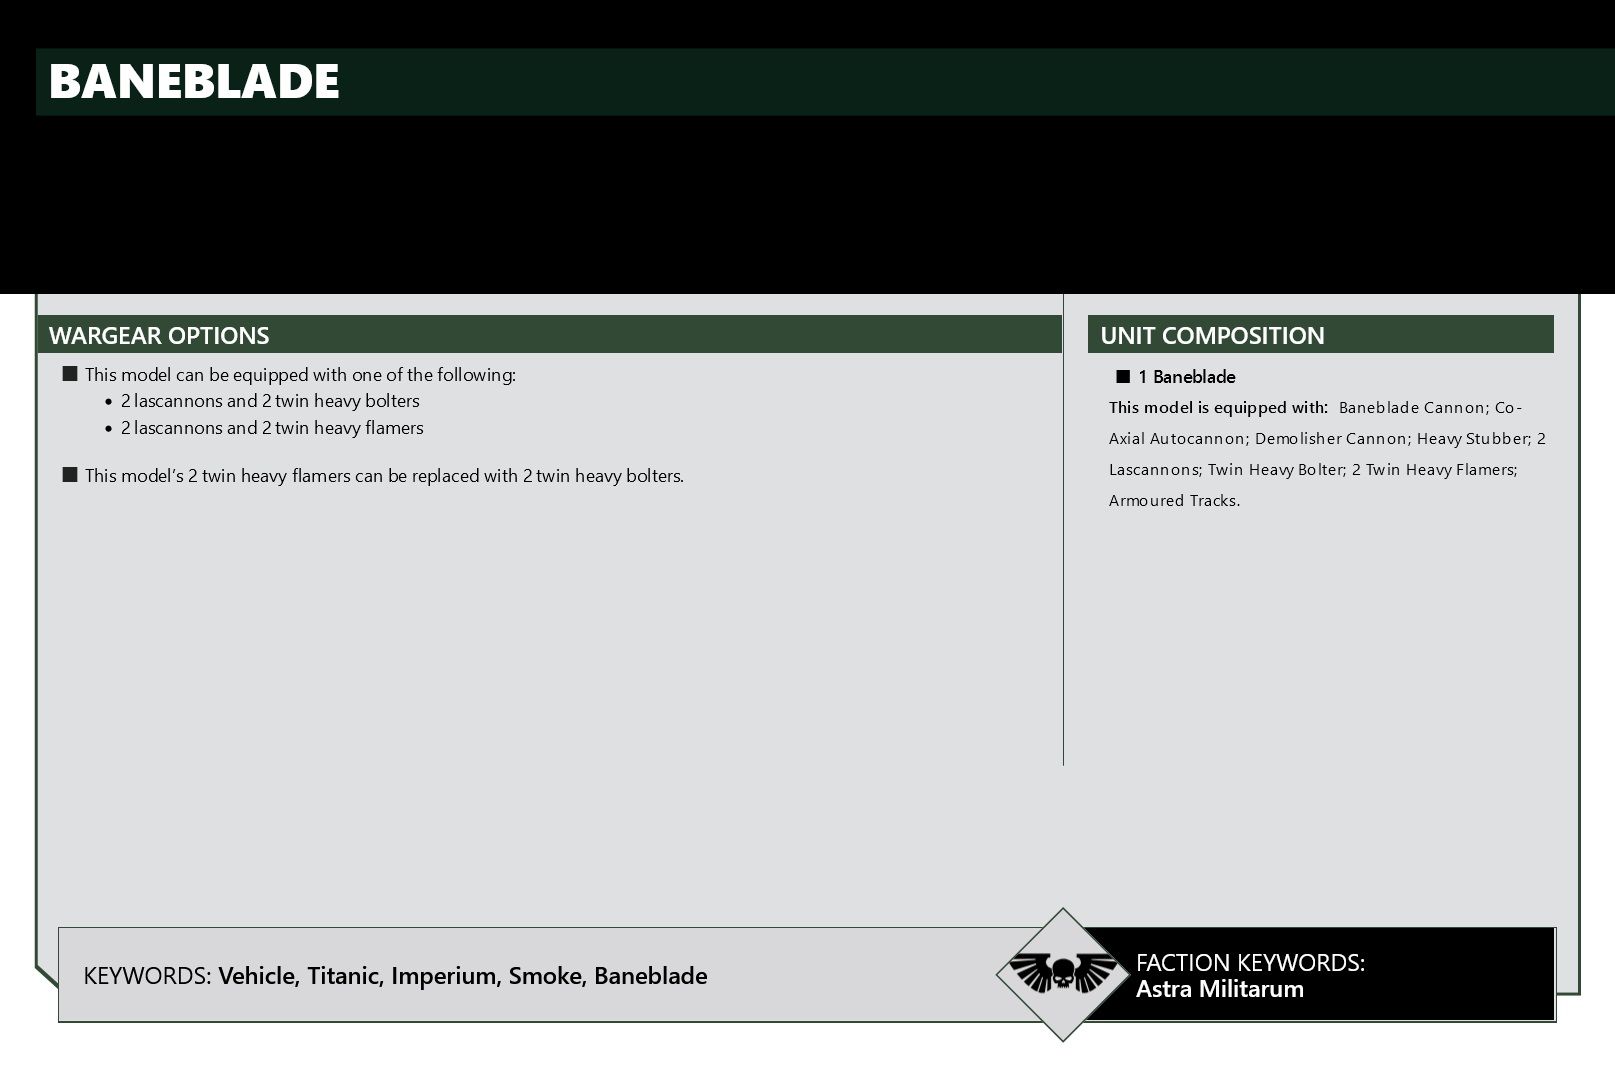 BANEBLADE
WARGEAR OPTIONS
■ This model can be equipped with one of the following:
• 2 lascannons and 2 twin heavy bolters
• 2 lascannons and 2 twin heavy flamers
■ This model’s 2 twin heavy flamers can be replaced with 2 twin heavy bolters.
UNIT COMPOSITION
■ 1 Baneblade
This model is equipped with: Baneblade Cannon; Co-
Axial Autocannon; Demolisher Cannon; Heavy Stubber; 2
Lascannons; Twin Heavy Bolter; 2 Twin Heavy Flamers;
Armoured Tracks.
KEYWORDS: Vehicle, Titanic, Imperium, Smoke, Baneblade
FACTION KEYWORDS:
Astra Militarum